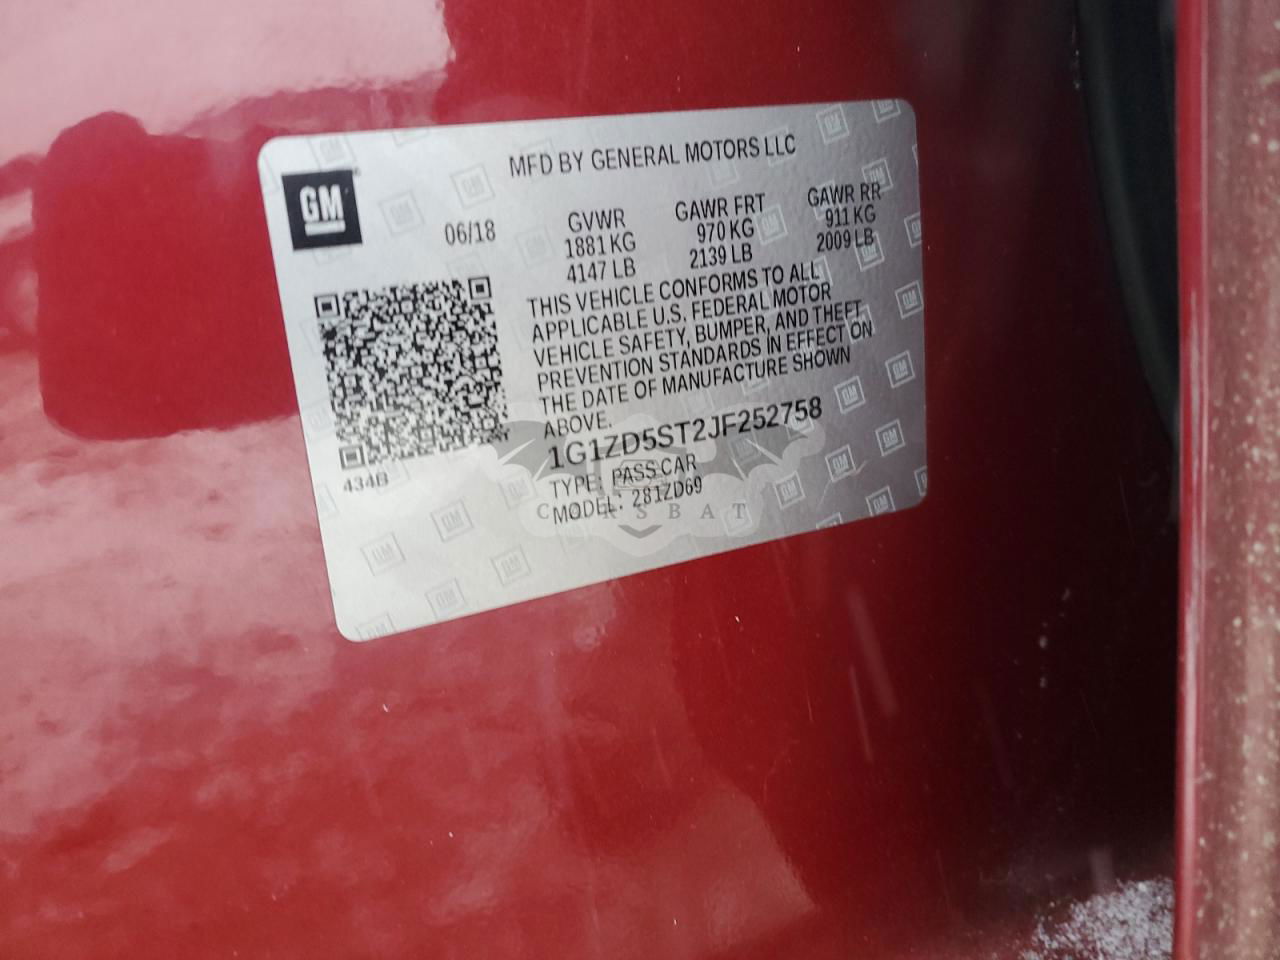 MFD BY GENERAL MOTORS LLC
GM
06/18
GVWR
1881 KG
4147 LB
GAWR FRT
970 KG
2139 LB
GAWR RR
911 KG
2009 LB
THIS VEHICLE CONFORMS TO ALL
APPLICABLE U.S. FEDERAL MOTOR
VEHICLE SAFETY, BUMPER, AND THEFT
PREVENTION STANDARDS IN EFFECT ON
THE DATE OF MANUFACTURE SHOWN
ABOVE.
1G1ZD5ST2JF252758
TYPE: PASS CAR
MODEL: 281ZD69
434B
CARSBAT